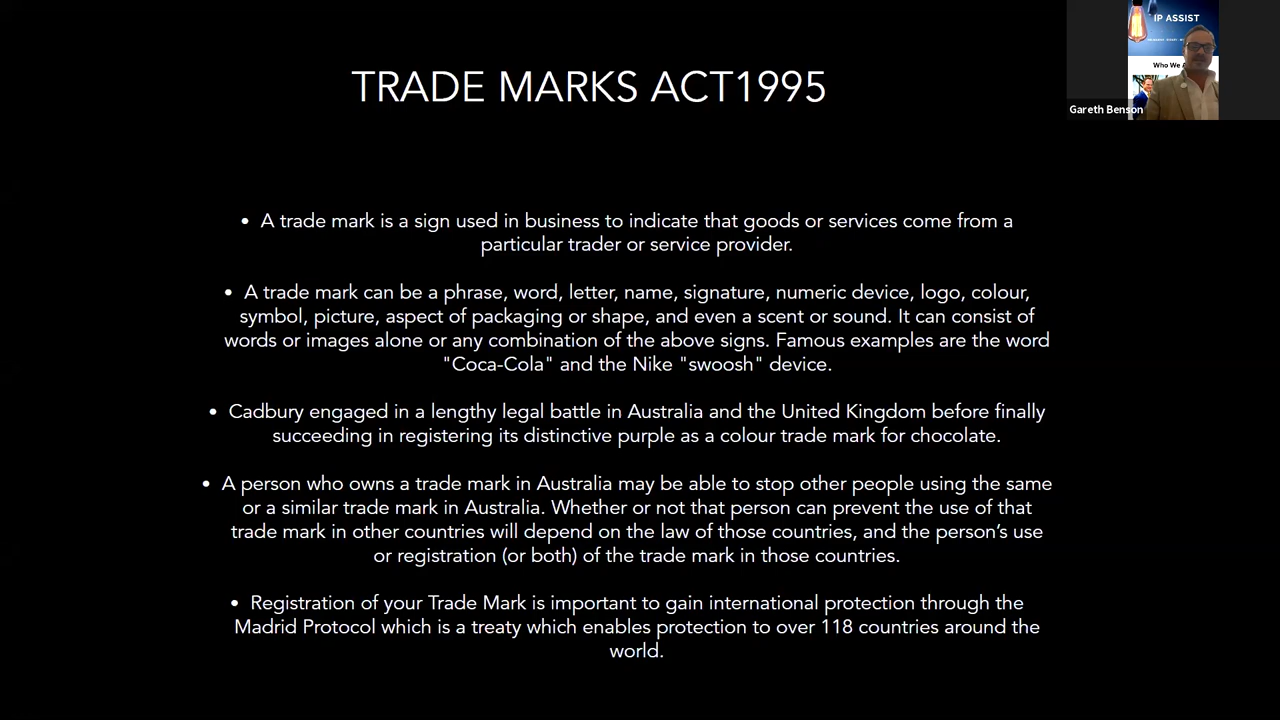 TRADE MARKS ACT1995
• A trade mark is a sign used in business to indicate that goods or services come from a
particular trader or service provider.
• A trade mark can be a phrase, word, letter, name, signature, numeric device, logo, colour,
symbol, picture, aspect of packaging or shape, and even a scent or sound. It can consist of
words or images alone or any combination of the above signs. Famous examples are the word
"Coca-Cola" and the Nike "swoosh" device.
• Cadbury engaged in a lengthy legal battle in Australia and the United Kingdom before finally
succeeding in registering its distinctive purple as a colour trade mark for chocolate.
• A person who owns a trade mark in Australia may be able to stop other people using the same
or a similar trade mark in Australia. Whether or not that person can prevent the use of that
trade mark in other countries will depend on the law of those countries, and the person’s use
or registration (or both) of the trade mark in those countries.
• Registration of your Trade Mark is important to gain international protection through the
Madrid Protocol which is a treaty which enables protection to over 118 countries around the
world.
IP ASSIST
Who We
Gareth Benson